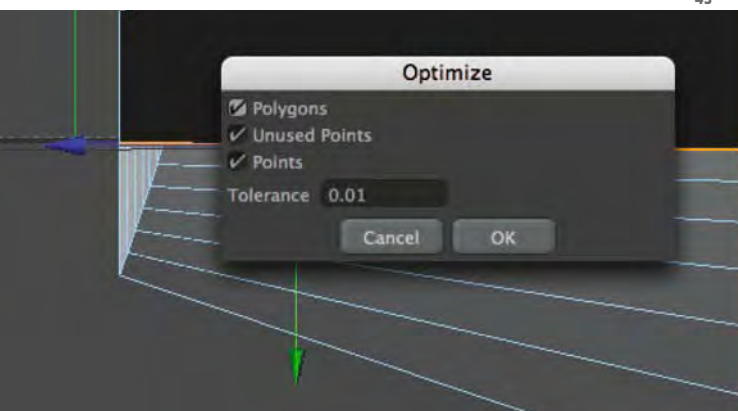 Optimize
Polygons
Unused Points
Points
Tolerance 0.01
Cancel OK